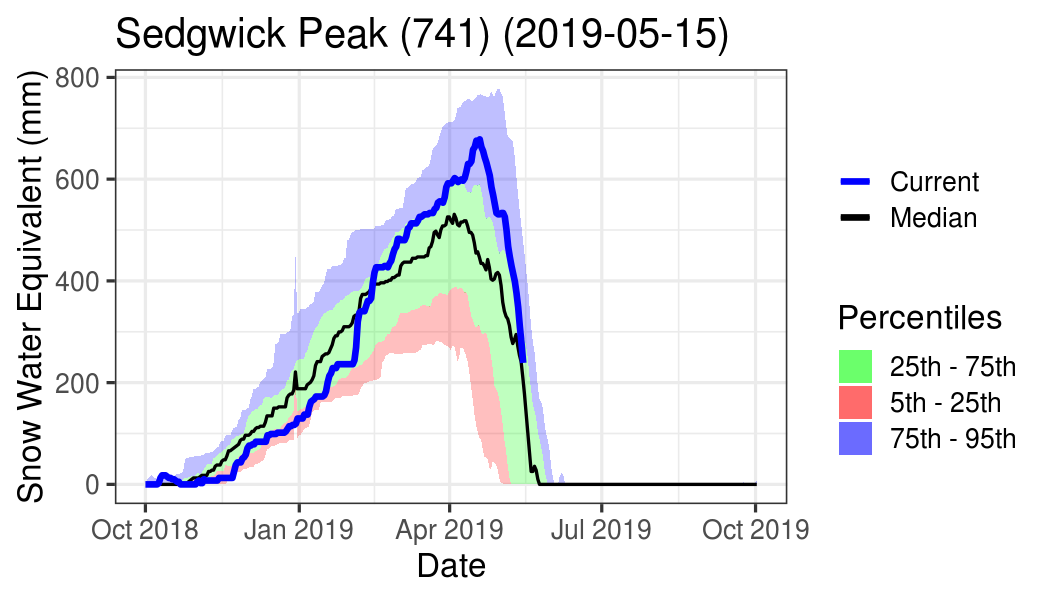 Sedgwick Peak (741) (2019-05-15)
Snow Water Equivalent (mm)
800
600
400
200
0
Oct 2018
Jan 2019
Apr 2019
Jul 2019
Oct 2019
Date
Current
Median
Percentiles
25th - 75th
5th - 25th
75th - 95th